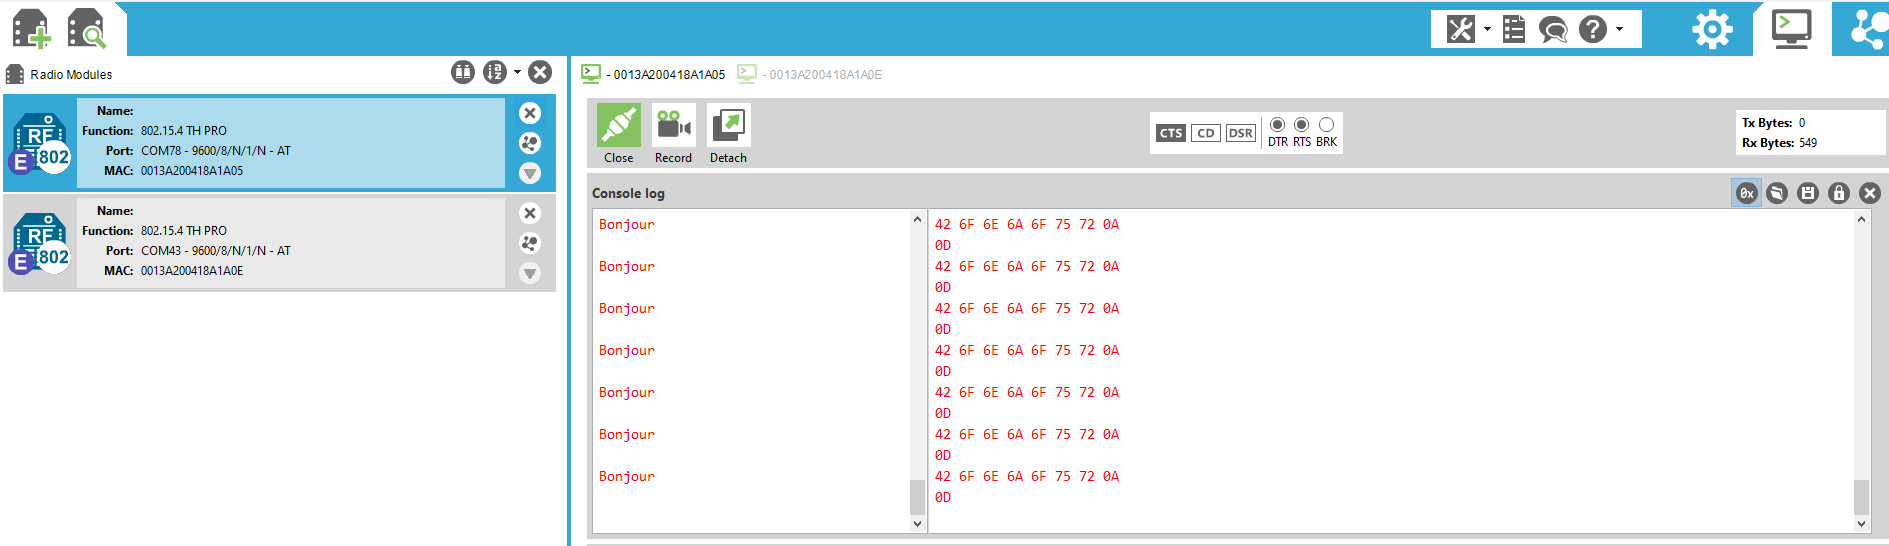 Radio Modules
Name:
Function: 802.15.4 TH PRO
Port: COM78 - 9600/8/N/1/N - AT
MAC: 0013A200418A1A05
RF
E 802
Name:
Function: 802.15.4 TH PRO
Port: COM43 - 9600/8/N/1/N - AT
MAC: 0013A200418A1A0E
RF
E 802
- 0013A200418A1A05 - 0013A200418A1A0E
Close Record Detach
CTS CD DSR DTR RTS BRK
Tx Bytes: 0
Rx Bytes: 549
Console log
0x
Bonjour 42 6F 6E 6A 6F 75 72 0A
0D
Bonjour 42 6F 6E 6A 6F 75 72 0A
0D
Bonjour 42 6F 6E 6A 6F 75 72 0A
0D
Bonjour 42 6F 6E 6A 6F 75 72 0A
0D
Bonjour 42 6F 6E 6A 6F 75 72 0A
0D
Bonjour 42 6F 6E 6A 6F 75 72 0A
0D
Bonjour 42 6F 6E 6A 6F 75 72 0A
0D